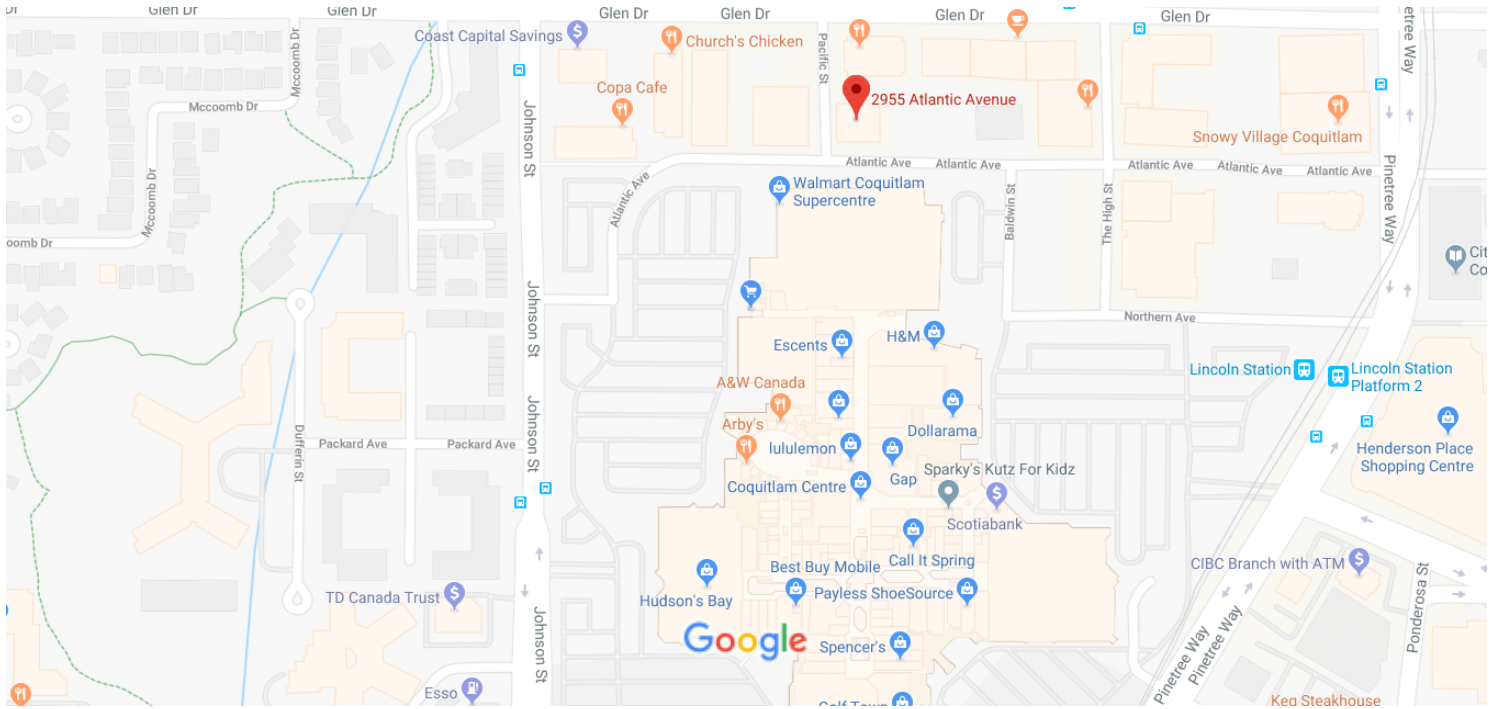 Glen Dr
Glen Dr
Glen Dr
Glen Dr
Glen Dr
Coast Capital Savings
Church's Chicken
Pacific St
Pinetree Way
Mccoomb Dr
Copa Cafe
2955 Atlantic Avenue
Mccoomb Dr
Johnson St
Snowy Village Coquitlam
Atlantic Ave
Atlantic Ave
Atlantic Ave
Atlantic Ave
Atlantic Ave
Mccoomb Dr
Atlantic Ave
Walmart Coquitlam
Supercentre
Baldwin St
The High St
Pinetree Way
oomb Dr
Cit
Co
Johnson St
Northern Ave
Escents
H&M
Lincoln Station
Lincoln Station
Platform 2
A&W Canada
Johnson St
Arby's
Dollarama
Dufferin St
Packard Ave
Packard Ave
lululemon
Gap
Sparky's Kutz For Kidz
Henderson Place
Shopping Centre
Coquitlam Centre
Scotiabank
Best Buy Mobile
Call It Spring
CIBC Branch with ATM
TD Canada Trust
Hudson's Bay
Payless ShoeSource
Ponderosa St
Johnson St
Google
Spencer's
Pinetree Way
Pinetree Way
Esso
Golf Town
Keg Steakhouse